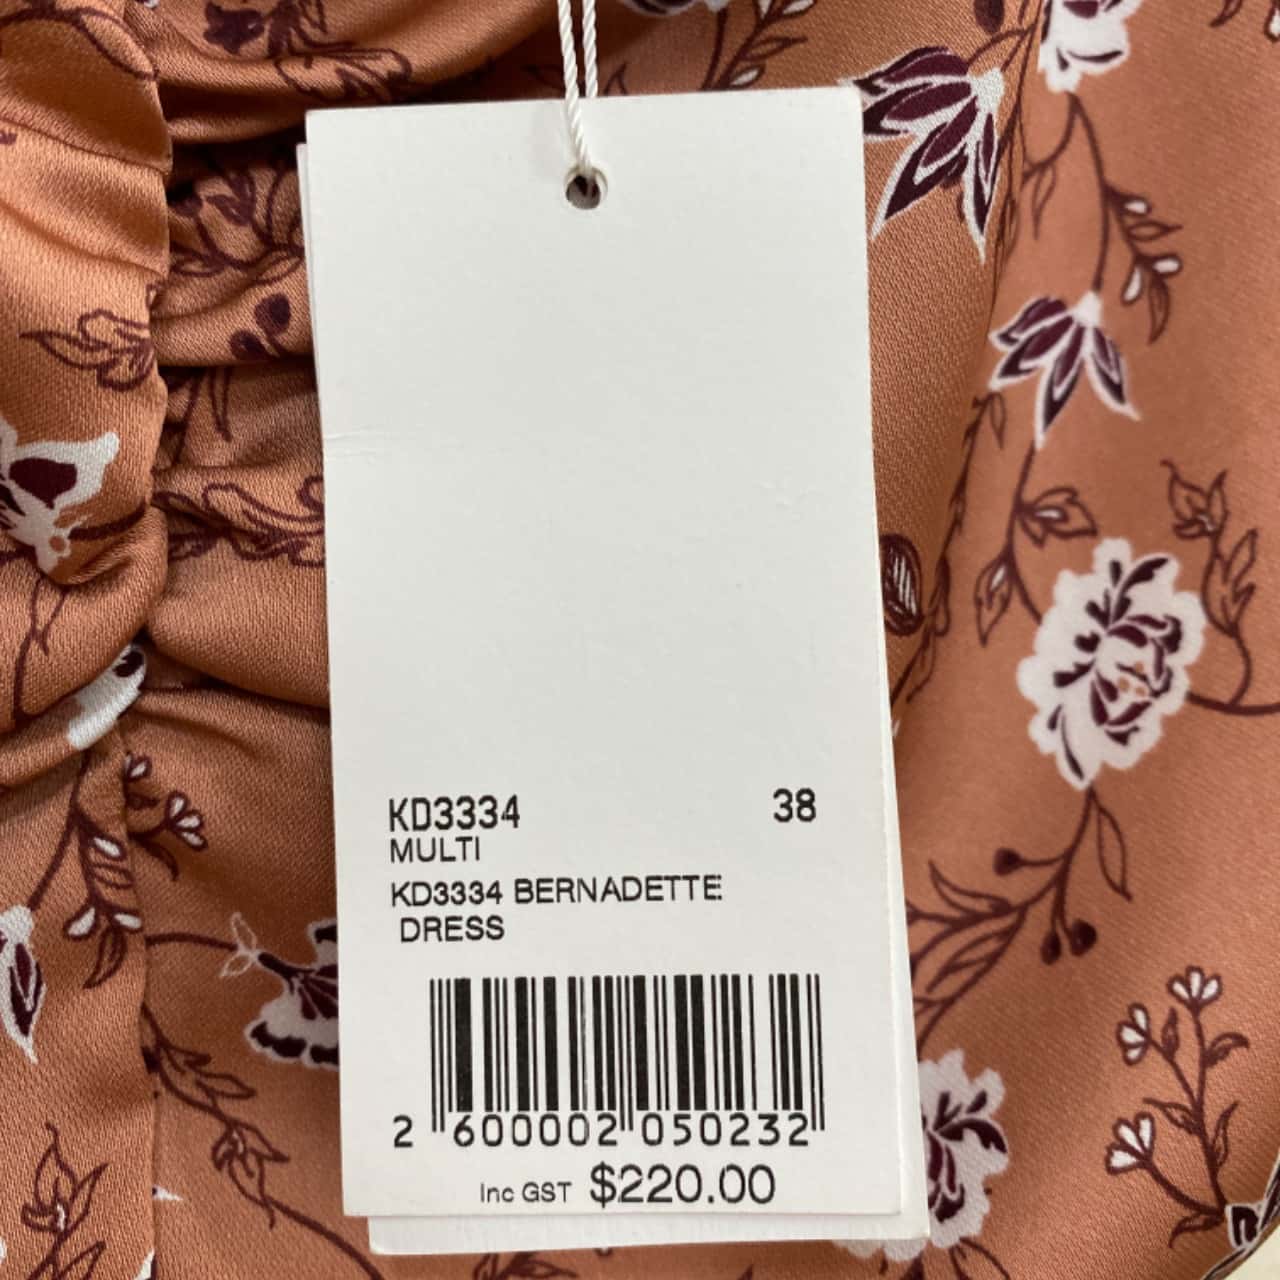 KD3334 38
MULTI
KD3334 BERNADETTE
DRESS
2 600002 050232
Inc GST $220.00